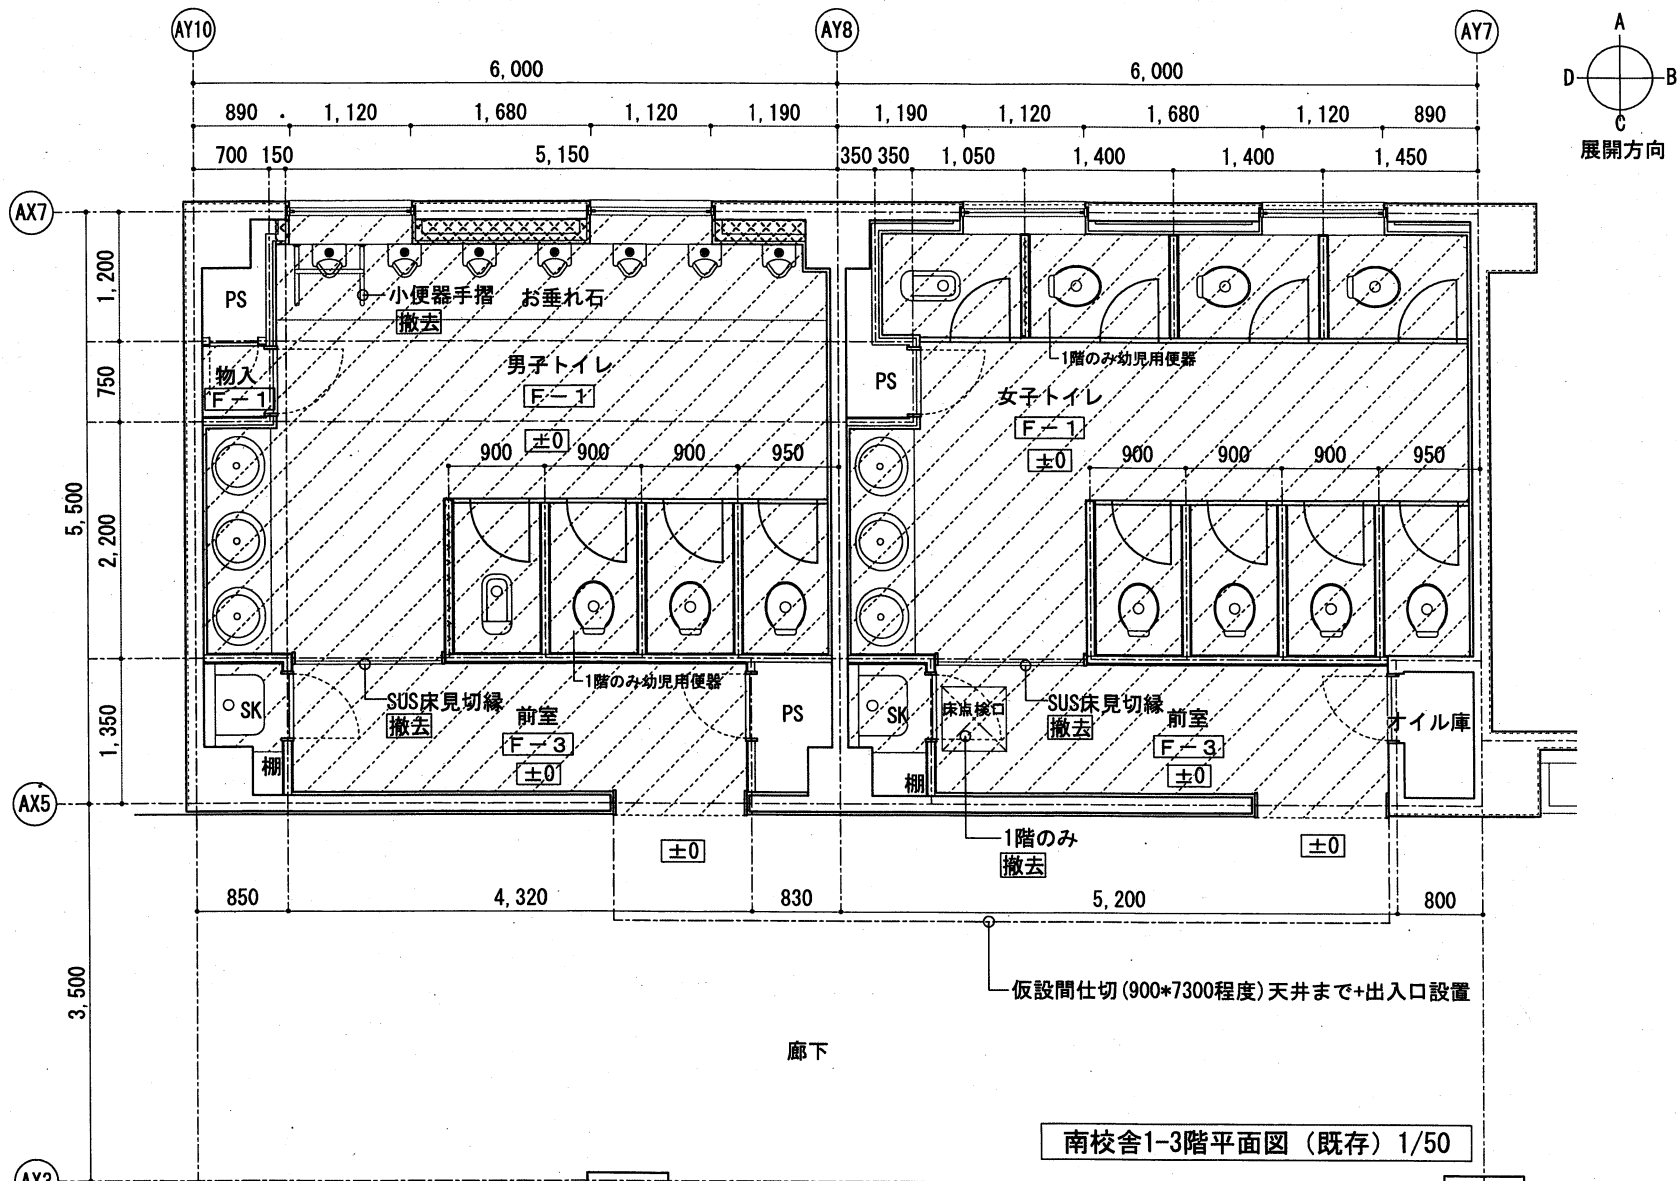 AY10
AY8
AY7
A
D
B
C
展開方向
6,000
6,000
890
1,120
1,680
1,120
1,190
1,190
1,120
1,680
1,120
890
700
150
5,150
350
350
1,050
1,400
1,400
1,450
AX7
1,200
750
2,200
1,350
5,500
3,500
PS
小便器手摺
撤去
お垂れ石
物入
F-1
男子トイレ
F-1
±0
900
900
900
950
1階のみ幼児用便器
PS
女子トイレ
F-1
±0
900
900
900
950
SK
棚
SUS床見切縁
撤去
1階のみ幼児用便器
前室
F-3
±0
PS
SK
棚
床点検口
SUS床見切縁
撤去
前室
F-3
±0
オイル庫
AX5
±0
1階のみ
撤去
±0
850
4,320
830
5,200
800
仮設間仕切(900*7300程度)天井まで+出入口設置
廊下
南校舎1-3階平面図(既存)1/50
AX3